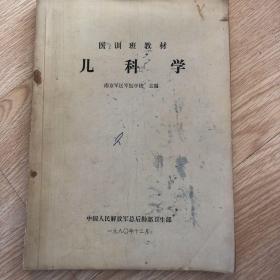 医训班教材
儿科学
南京军区军医学校 主编
中国人民解放军总后勤部卫生部
一九八〇年十二月